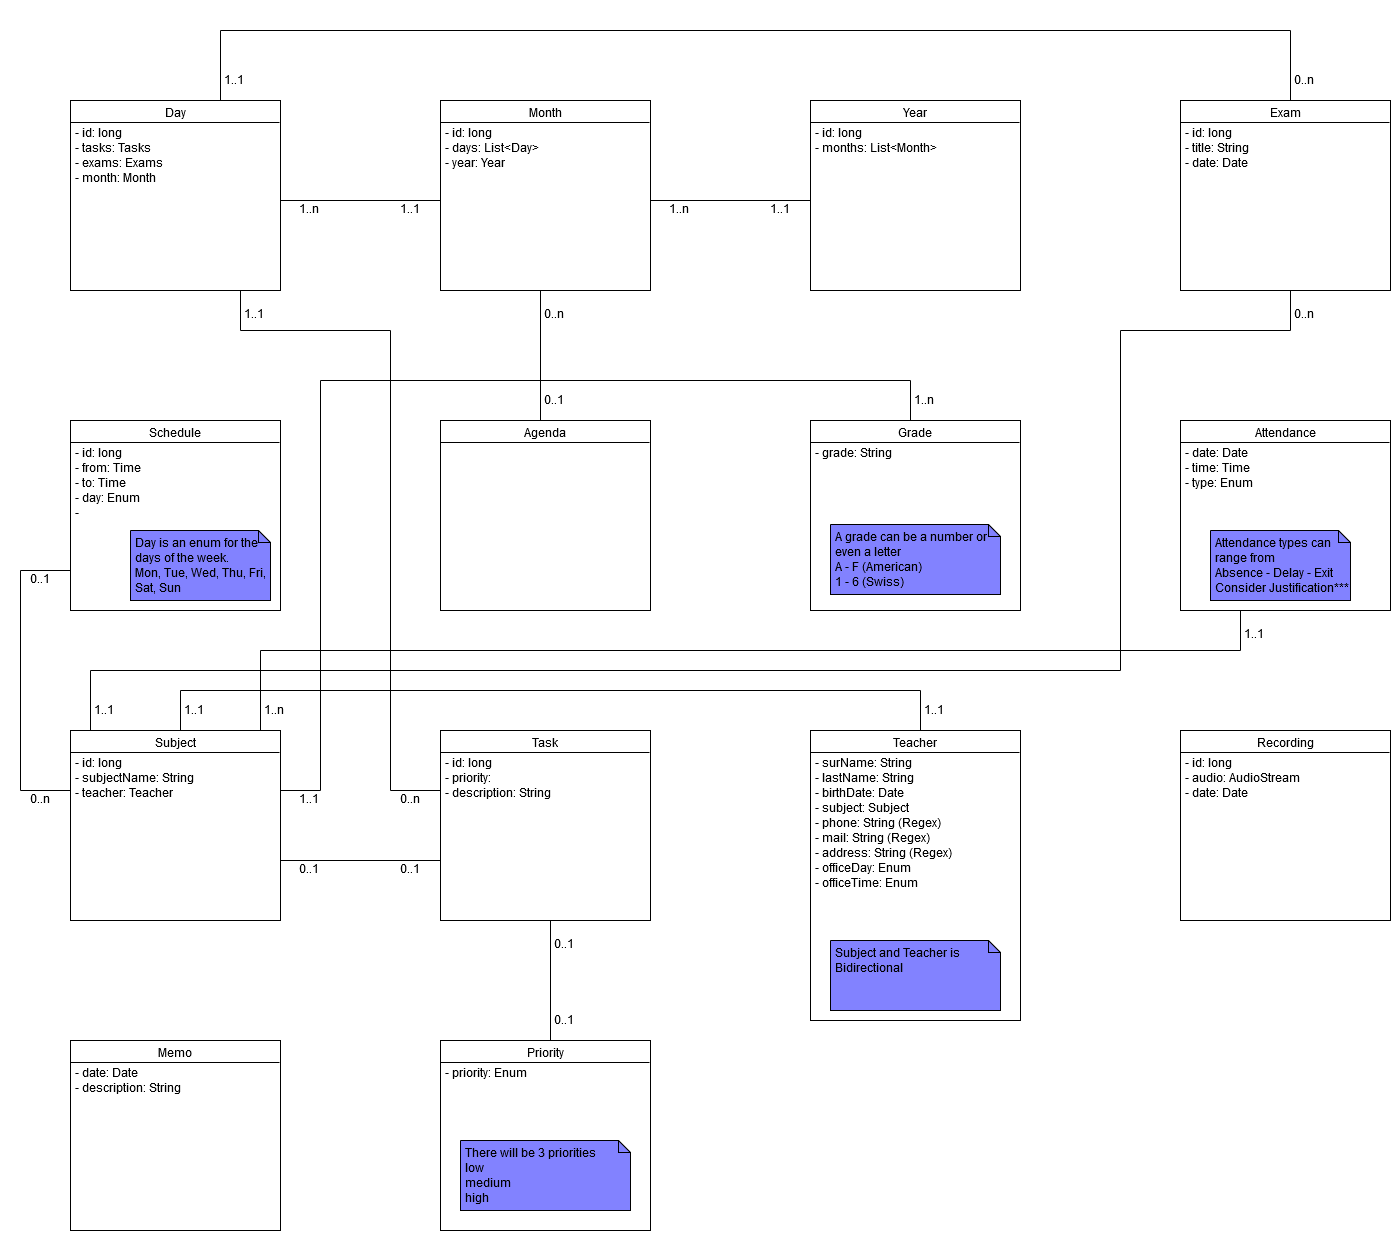 1..1
0..n
Day
- id: long
- tasks: Tasks
- exams: Exams
- month: Month
Month
- id: long
- days: List<Day>
- year: Year
Year
- id: long
- months: List<Month>
Exam
- id: long
- title: String
- date: Date
1..n
1..1
1..n
1..1
1..1
0..n
0..n
0..1
1..n
Schedule
- id: long
- from: Time
- to: Time
- day: Enum
-
Day is an enum for the
days of the week.
Mon, Tue, Wed, Thu, Fri,
Sat, Sun
Agenda
Grade
- grade: String
A grade can be a number or
even a letter
A - F (American)
1 - 6 (Swiss)
Attendance
- date: Date
- time: Time
- type: Enum
Attendance types can
range from
Absence - Delay - Exit
Consider Justification***
0..1
1..1
1..1
1..1
1..n
1..1
Subject
- id: long
- subjectName: String
- teacher: Teacher
Task
- id: long
- priority:
- description: String
Teacher
- surName: String
- lastName: String
- birthDate: Date
- subject: Subject
- phone: String (Regex)
- mail: String (Regex)
- address: String (Regex)
- officeDay: Enum
- officeTime: Enum
Subject and Teacher is
Bidirectional
Recording
- id: long
- audio: AudioStream
- date: Date
0..n
1..1
0..n
0..1
0..1
0..1
0..1
Memo
- date: Date
- description: String
Priority
- priority: Enum
There will be 3 priorities
low
medium
high